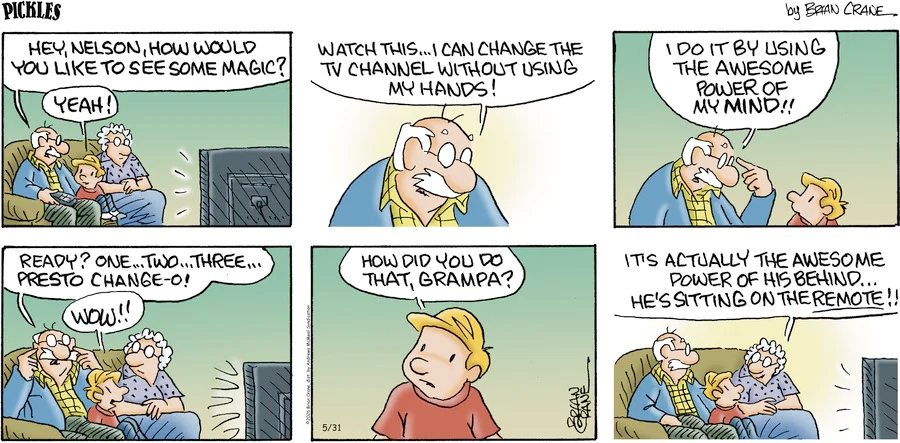 PICKLES
by BRIAN CRANE
HEY, NELSON, HOW WOULD
YOU LIKE TO SEE SOME MAGIC?
YEAH!
WATCH THIS... I CAN CHANGE THE
TV CHANNEL WITHOUT USING
MY HANDS!
I DO IT BY USING
THE AWESOME
POWER OF
MY MIND!!
READY? ONE...TWO...THREE...
PRESTO CHANGE-O!
WOW!!
HOW DID YOU DO
THAT, GRAMPA?
5/31
BRIAN
CRANE
IT'S ACTUALLY THE AWESOME
POWER OF HIS BEHIND...
HE'S SITTING ON THE REMOTE!!